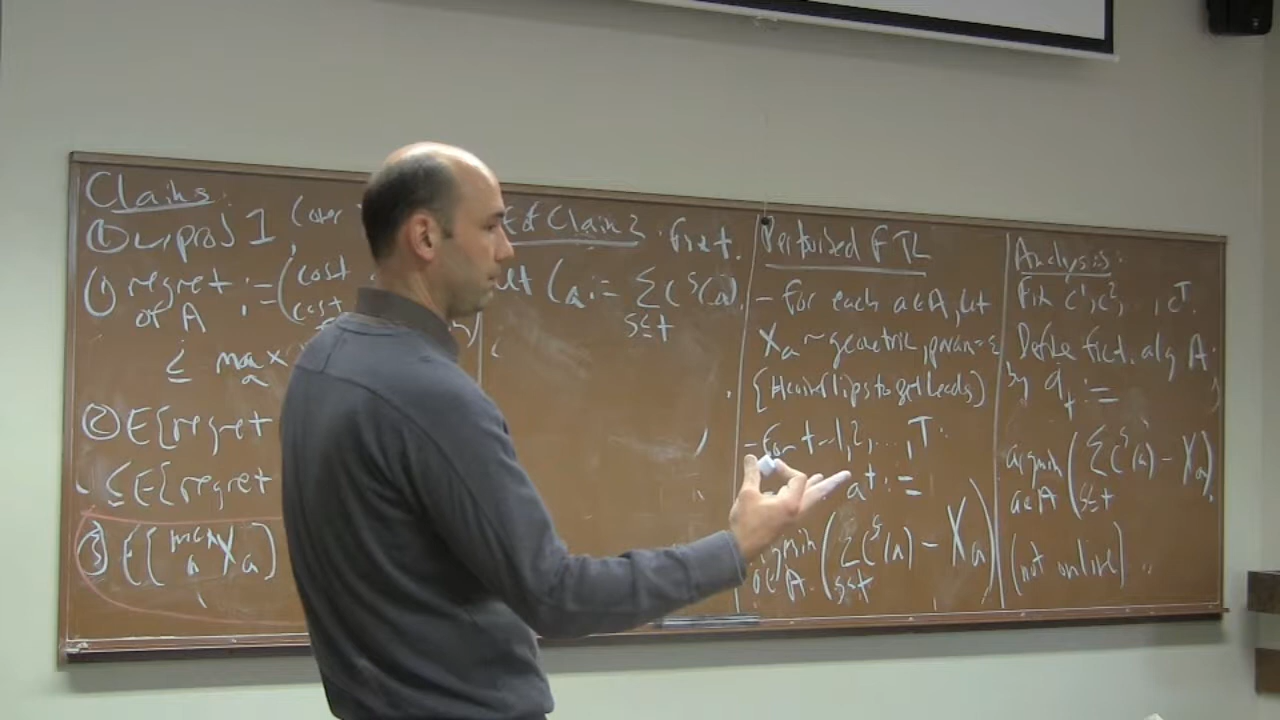 Claims:
① w/prob 1
① regret := (cost
of A cost
≤ max
a
② E[regret
≤ E[regret
③ E[max X_a]
a
of Claim 2 Fix t.
let C_a := ∑ c^s(a).
s≤t
Perturbed FTL
- for each a∈A, let
X_a ~ geometric, param = ε
(# coin flips to get heads)
- for t=1,2,...,T:
a^t :=
argmin (∑ c^s(a) - X_a)
a∈A s<t
Analysis:
Fix c^1, c^2, ..., c^T.
Define fict. alg A
by a_t :=
argmin (∑ c^s(a) - X_a).
a∈A s≤t
(not online)